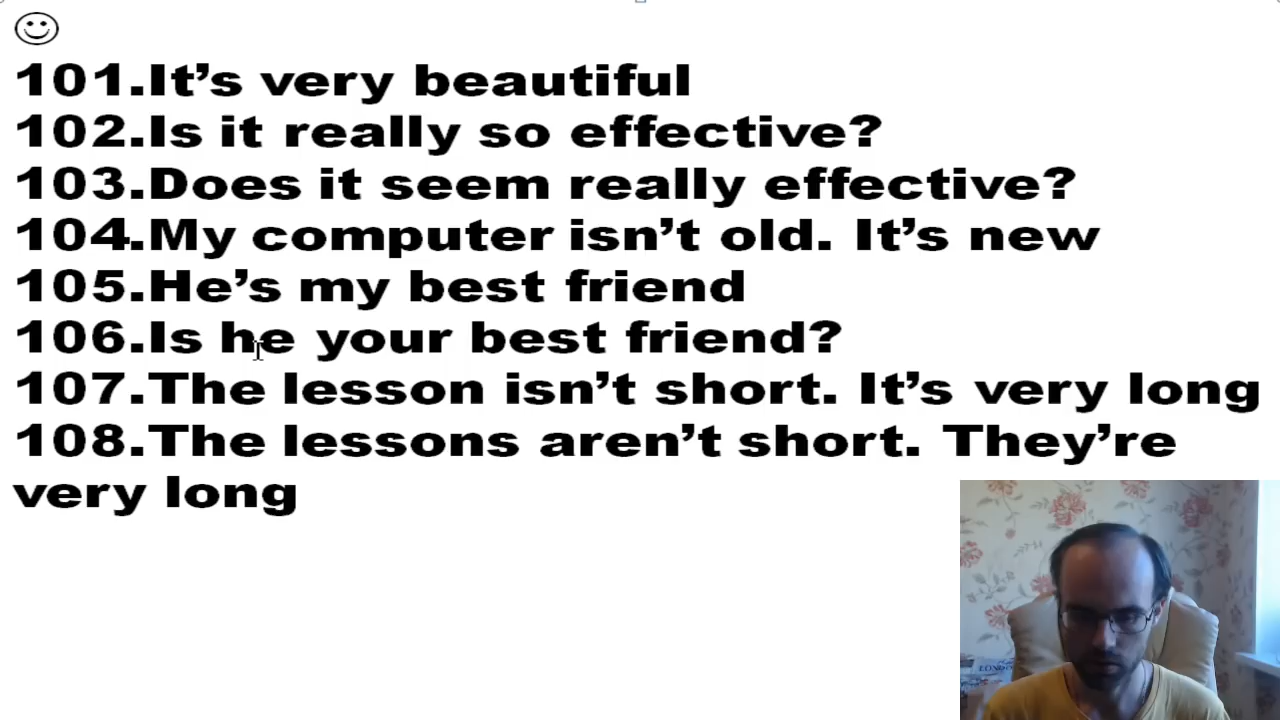 101.It’s very beautiful
102.Is it really so effective?
103.Does it seem really effective?
104.My computer isn’t old. It’s new
105.He’s my best friend
106.Is he your best friend?
107.The lesson isn’t short. It’s very long
108.The lessons aren’t short. They’re
very long
LONDON